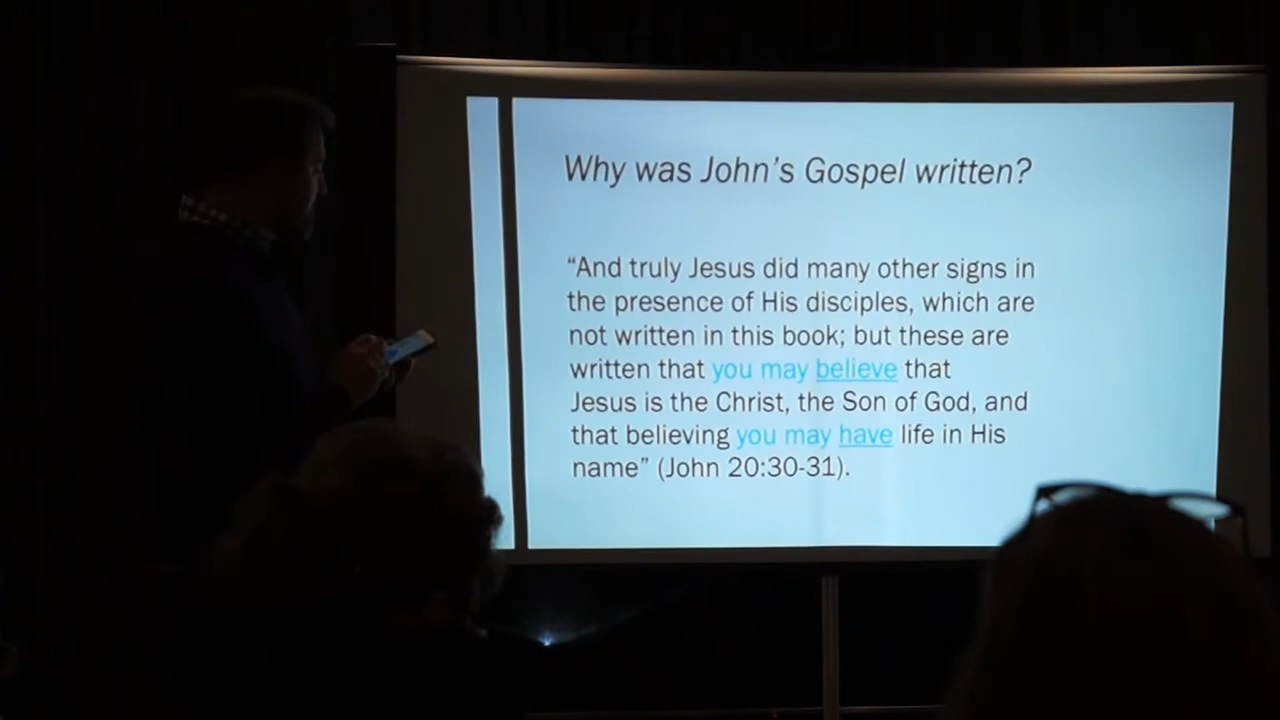 Why was John’s Gospel written?
“And truly Jesus did many other signs in
the presence of His disciples, which are
not written in this book; but these are
written that you may believe that
Jesus is the Christ, the Son of God, and
that believing you may have life in His
name” (John 20:30-31).